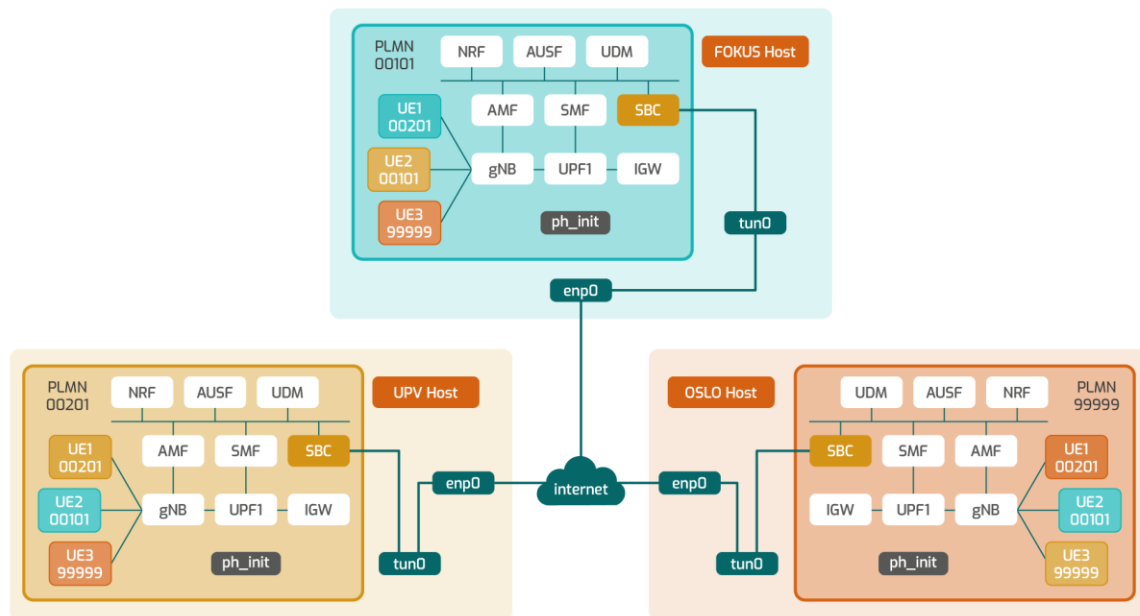 PLMN
00101
NRF
AUSF
UDM
FOKUS Host
UE1
00201
AMF
SMF
SBC
UE2
00101
gNB
UPF1
IGW
UE3
99999
ph_init
tun0
enp0
PLMN
00201
NRF
AUSF
UDM
UPV Host
UE1
00201
AMF
SMF
SBC
UE2
00101
gNB
UPF1
IGW
UE3
99999
ph_init
tun0
enp0
internet
OSLO Host
UDM
AUSF
NRF
PLMN
99999
SBC
SMF
AMF
UE1
00201
enp0
IGW
UPF1
gNB
UE2
00101
tun0
ph_init
UE3
99999